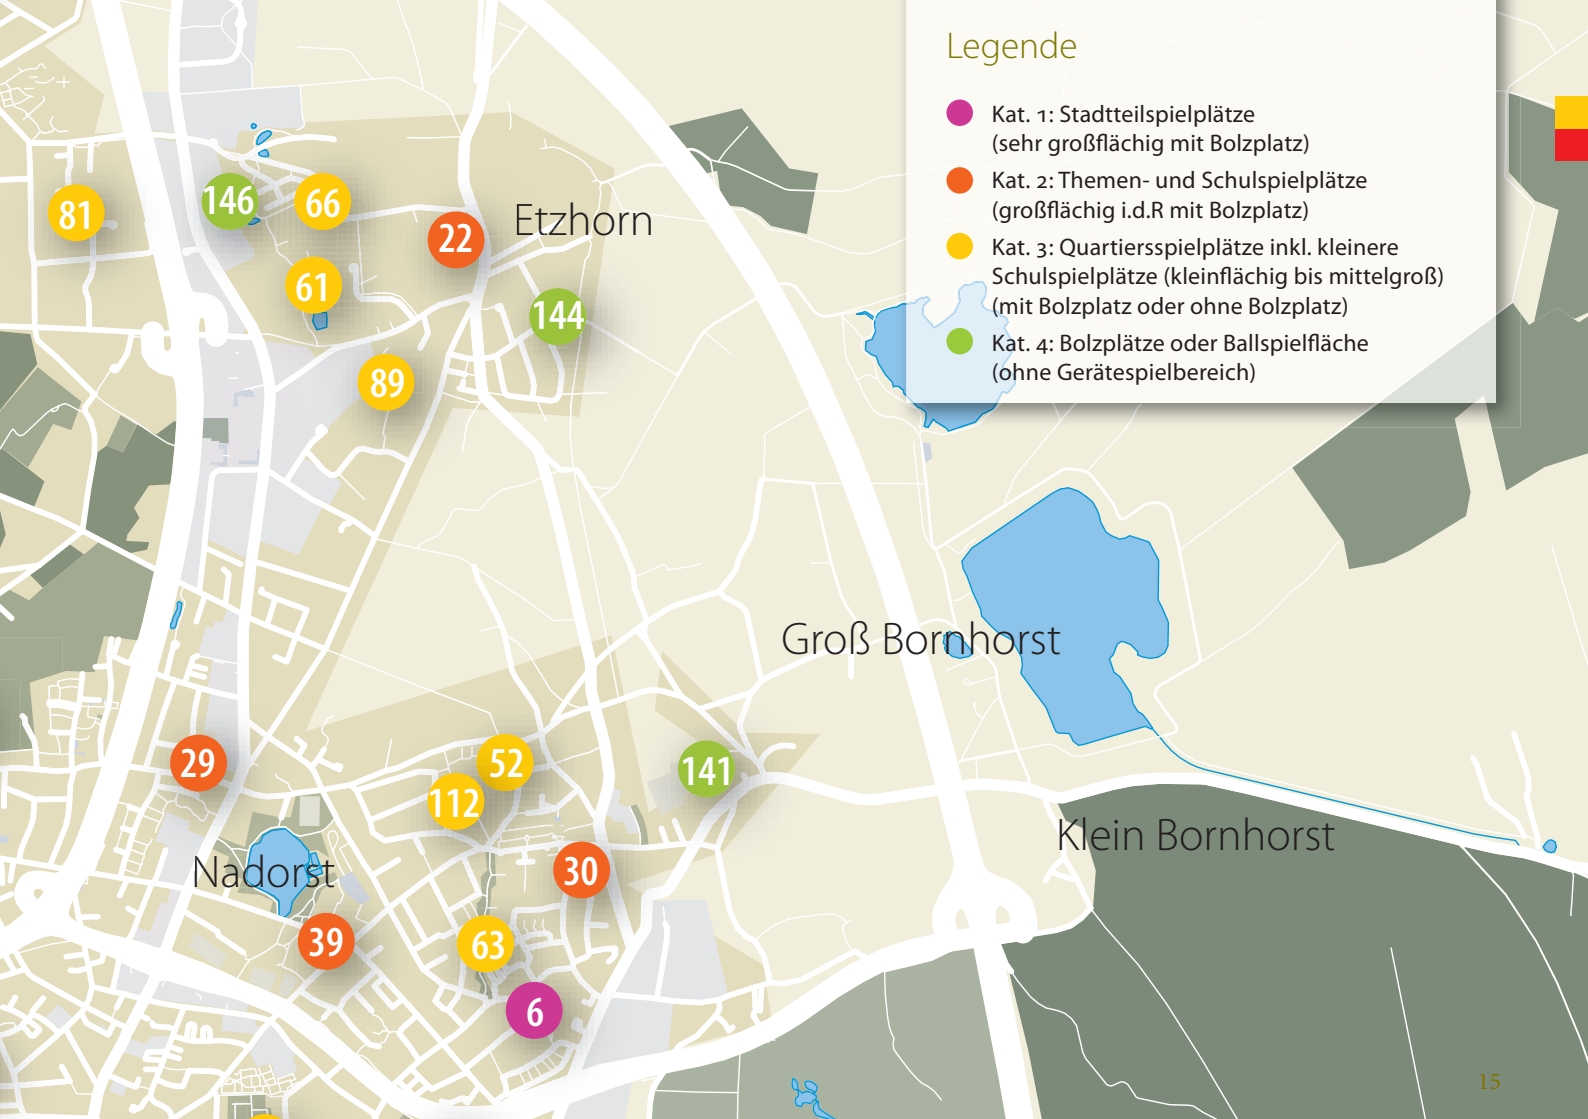 Legende
Kat. 1: Stadtteilspielplätze
(sehr großflächig mit Bolzplatz)
Kat. 2: Themen- und Schulspielplätze
(großflächig i.d.R mit Bolzplatz)
Kat. 3: Quartiersspielplätze inkl. kleinere
Schulspielplätze (kleinflächig bis mittelgroß)
(mit Bolzplatz oder ohne Bolzplatz)
Kat. 4: Bolzplätze oder Ballspielfläche
(ohne Gerätespielbereich)
81
146
66
22
Etzhorn
61
144
89
Groß Bornhorst
29
52
141
112
Klein Bornhorst
Nadorst
30
39
63
6
15